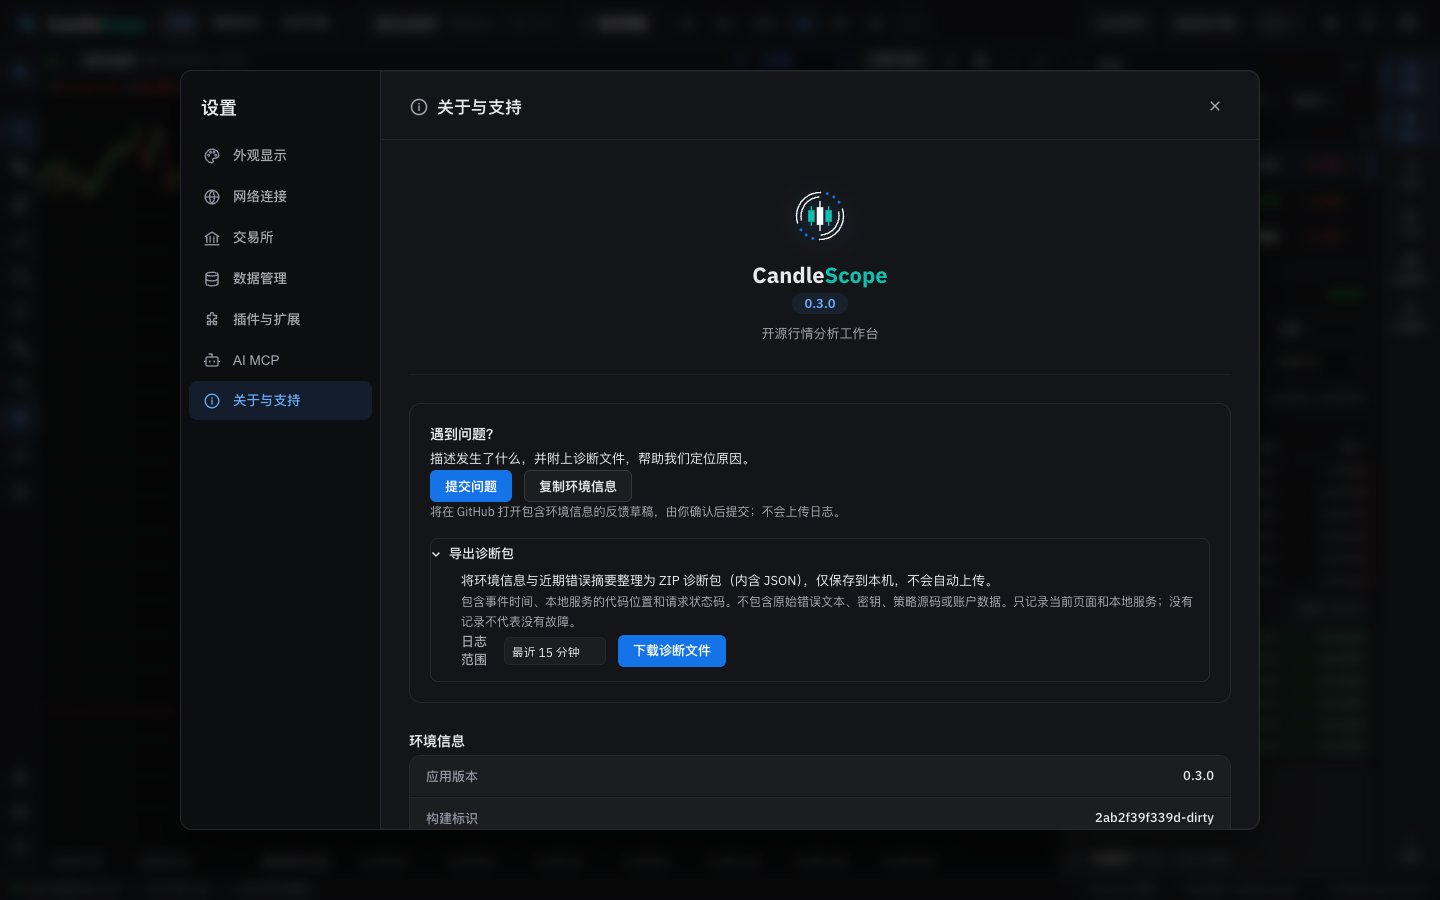 设置
外观显示
网络连接
交易所
数据管理
插件与扩展
AI MCP
关于与支持
关于与支持
CandleScope
0.3.0
开源行情分析工作台
遇到问题?
描述发生了什么，并附上诊断文件，帮助我们定位原因。
提交问题
复制环境信息
将在 GitHub 打开包含环境信息的反馈草稿，由你确认后提交；不会上传日志。
导出诊断包
将环境信息与近期错误摘要整理为 ZIP 诊断包（内含 JSON），仅保存到本机，不会自动上传。
包含事件时间、本地服务的代码位置和请求状态码。不包含原始错误文本、密钥、策略源码或账户数据。只记录当前页面和本地服务；没有
记录不代表没有故障。
日志
范围
最近 15 分钟
下载诊断文件
环境信息
应用版本
0.3.0
构建标识
2ab2f39f339d-dirty